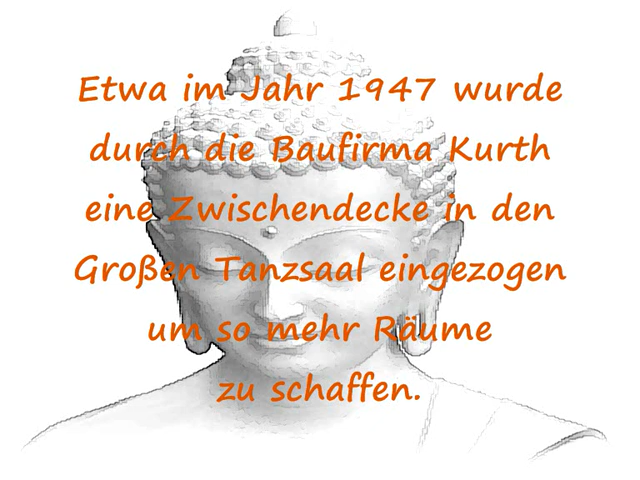 Etwa im Jahr 1947 wurde
durch die Baufirma Kurth
eine Zwischendecke in den
Großen Tanzsaal eingezogen
um so mehr Räume
zu schaffen.